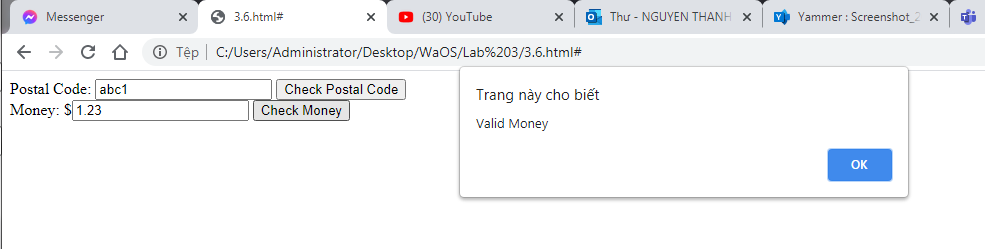 Messenger
3.6.html#
(30) YouTube
Thư - NGUYEN THANH
Yammer : Screenshot_2
Tệp
C:/Users/Administrator/Desktop/WaOS/Lab%203/3.6.html#
Postal Code: abc1 Check Postal Code
Money: $1.23 Check Money
Trang này cho biết
Valid Money
OK